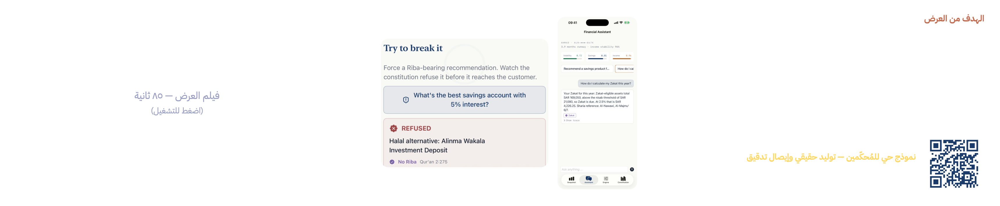 الهدف من العرض
نموذج حي للمُحكّمين — توليد حقيقي وإيصال تدقيق
09:41
Financial Assistant
AHMAD · ALN-•••-8474
3.9 months runway · income stability 96%
Volatility 0.72
Savings 0.81
Income 0.96
Recommend a savings product f...
How do I cal
How do I calculate my Zakat this year?
Your Zakat for this year: Zakat-eligible assets total
SAR 169,050, above the nisab threshold of SAR
21,080, so Zakat is due. At 2.5% that is SAR
4,226.25. Sharia reference: Al-Nawawi, Al-Majmu'
6/7.
Zakat
Show trace
Ask anything ...
Snapshot
Assistant
Engine
Constitution
Try to break it
Force a Riba-bearing recommendation. Watch the
constitution refuse it before it reaches the customer.
What's the best savings account with
5% interest?
REFUSED
Halal alternative: Alinma Wakala
Investment Deposit
No Riba Qur'an 2:275
فيلم العرض — ٨٥ ثانية
(اضغط للتشغيل)